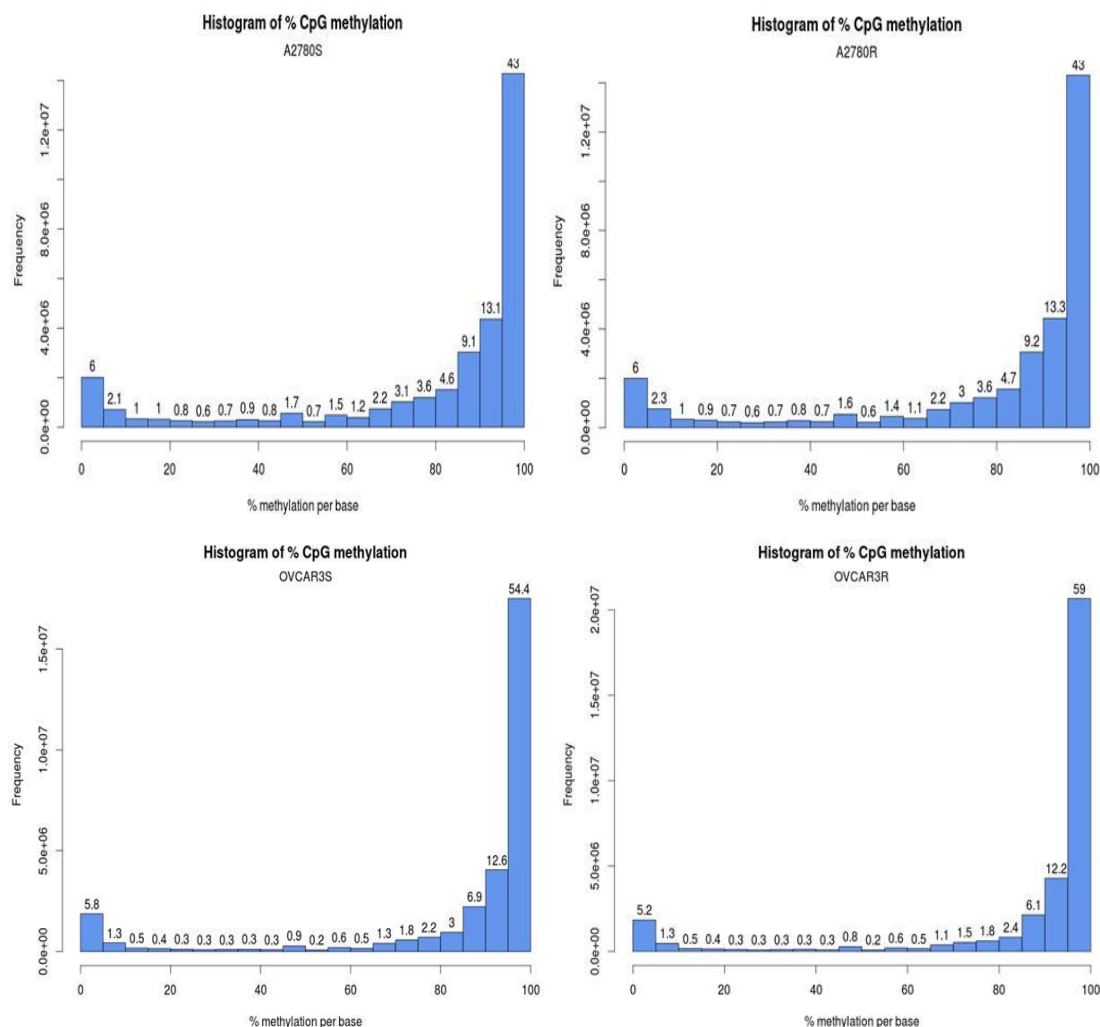 Histogram of % CpG methylation
A2780S
Frequency
0.0e+00 4.0e+06 8.0e+06 1.2e+07
6 2.1 1 1 0.8 0.6 0.7 0.9 0.8 1.7 0.7 1.5 1.2 2.2 3.1 3.6 4.6 9.1 13.1 43
0 20 40 60 80 100
% methylation per base
Histogram of % CpG methylation
A2780R
Frequency
0.0e+00 4.0e+06 8.0e+06 1.2e+07
6 2.3 1 0.9 0.7 0.6 0.7 0.8 0.7 1.6 0.6 1.4 1.1 2.2 3 3.6 4.7 9.2 13.3 43
0 20 40 60 80 100
% methylation per base
Histogram of % CpG methylation
OVCAR3S
Frequency
0.0e+00 5.0e+06 1.0e+07 1.5e+07
5.8 1.3 0.5 0.4 0.3 0.3 0.3 0.3 0.3 0.9 0.2 0.6 0.5 1.3 1.8 2.2 3 6.9 12.6 54.4
0 20 40 60 80 100
% methylation per base
Histogram of % CpG methylation
OVCAR3R
Frequency
0.0e+00 5.0e+06 1.0e+07 1.5e+07 2.0e+07
5.2 1.3 0.5 0.4 0.3 0.3 0.3 0.3 0.3 0.8 0.2 0.6 0.5 1.1 1.5 1.8 2.4 6.1 12.2 59
0 20 40 60 80 100
% methylation per base